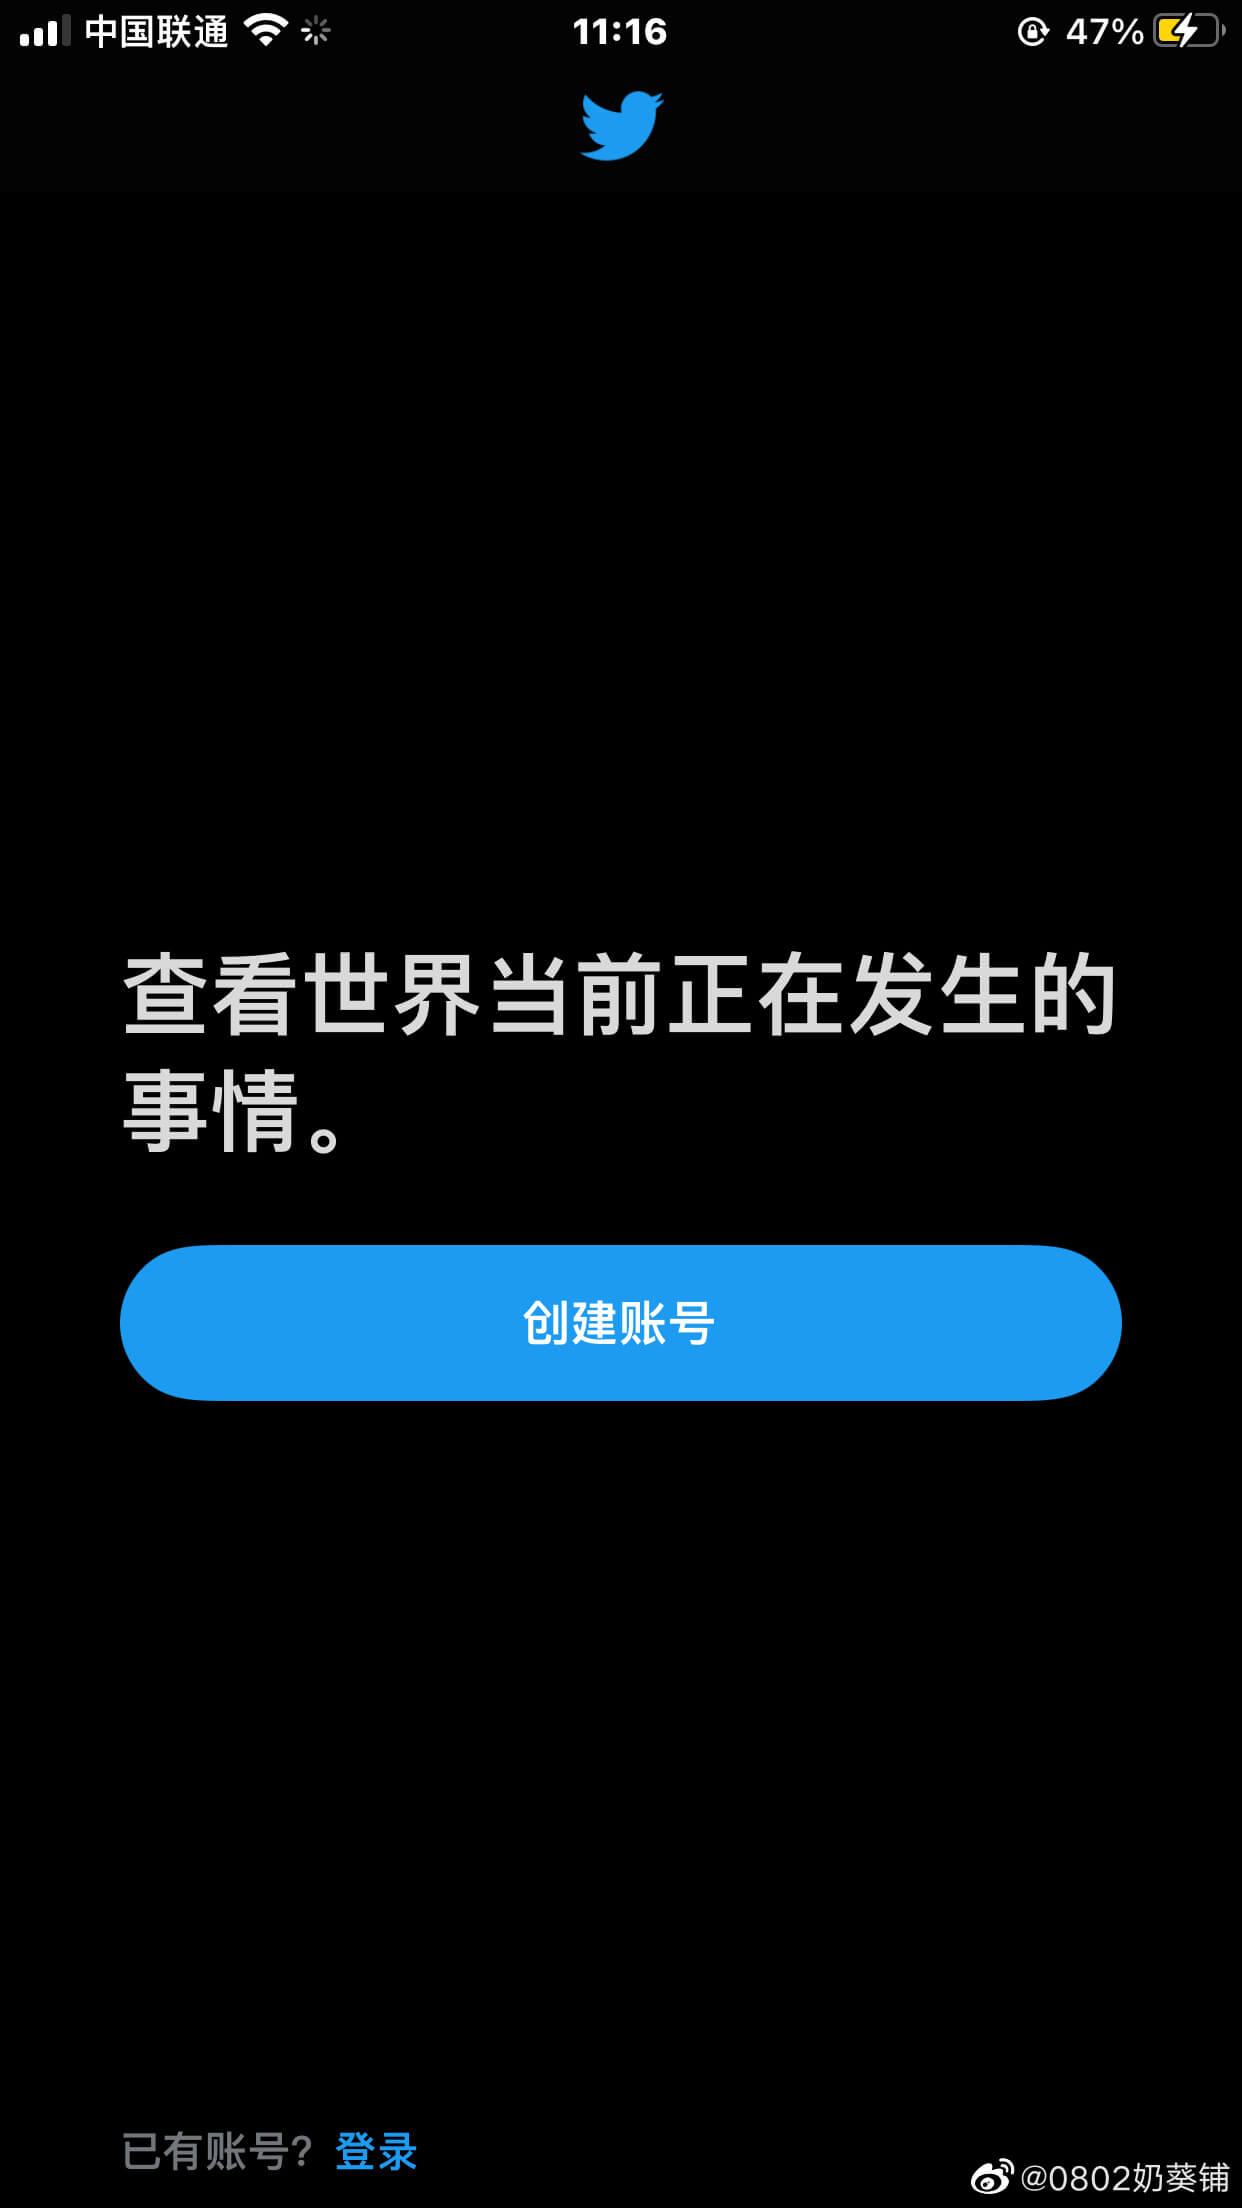 中国联通 11:16 47%
查看世界当前正在发生的
事情。
创建账号
已有账号? 登录
@0802奶葵铺